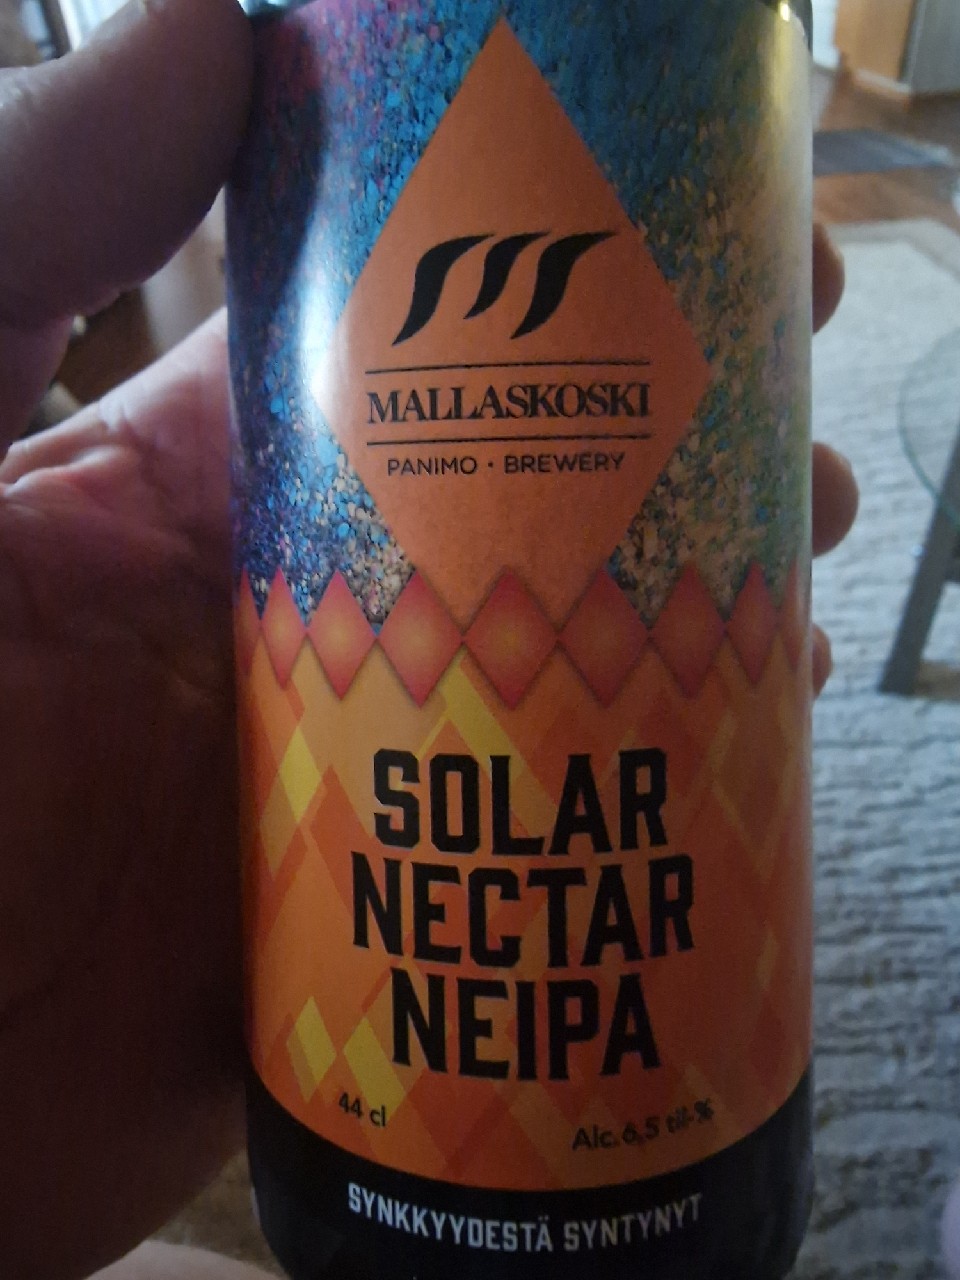 MALLASKOSKI
PANIMO · BREWERY
SOLAR
NECTAR
NEIPA
44 cl
Alc. 6,5 til-%
SYNKKYYDESTÄ SYNTYNYT